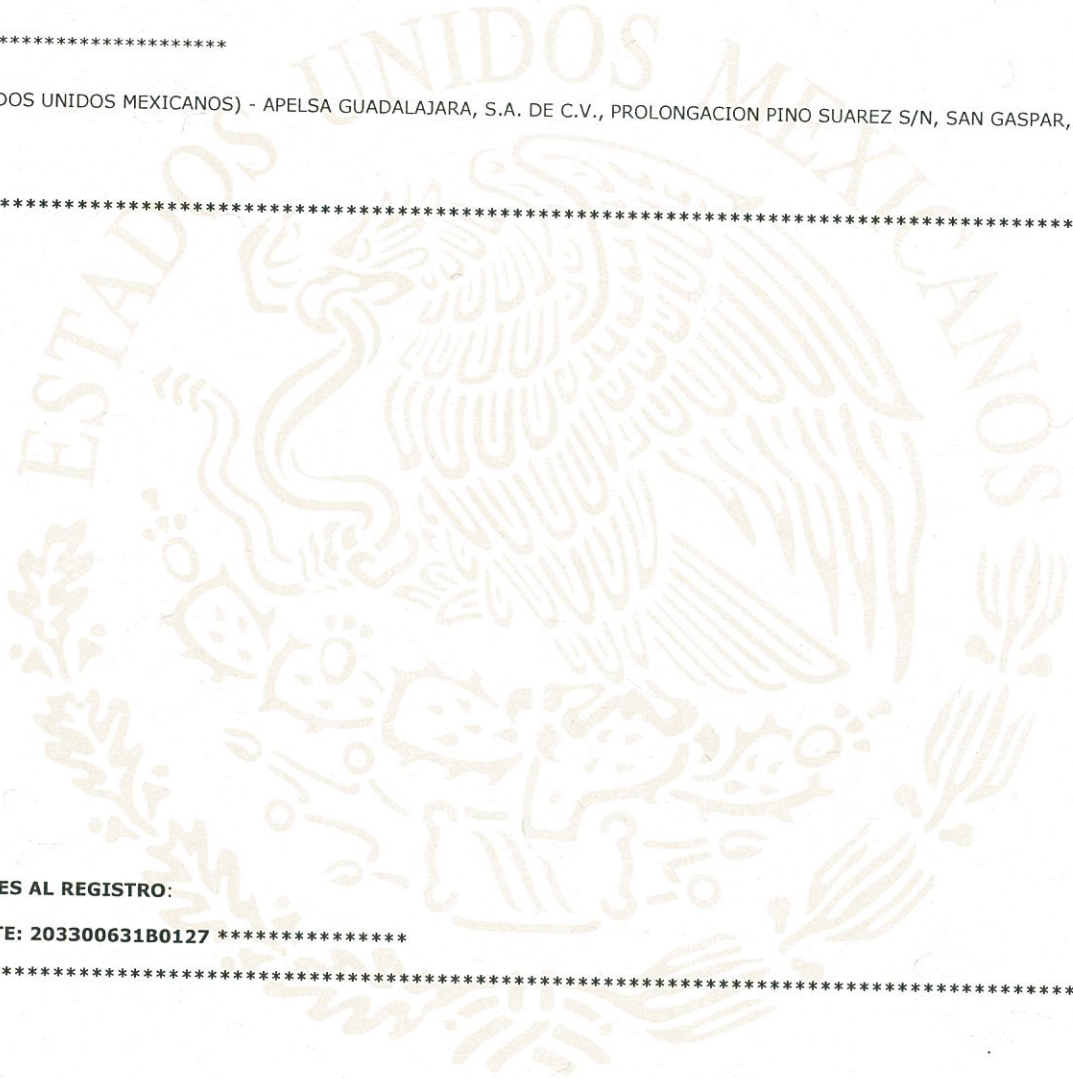 ********************
DOS UNIDOS MEXICANOS) - APELSA GUADALAJARA, S.A. DE C.V., PROLONGACION PINO SUAREZ S/N, SAN GASPAR,
ESTADOS UNIDOS MEXICANOS
*************************************************************************************
ES AL REGISTRO:
TE: 203300631B0127 ***************
*************************************************************************************